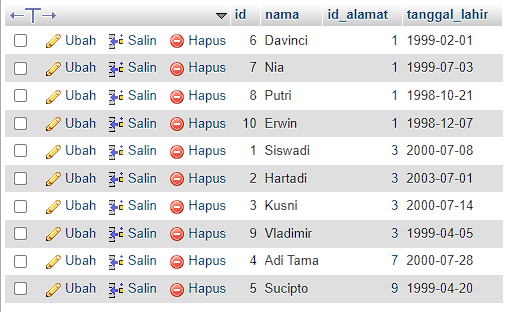 id nama id_alamat tanggal_lahir
Ubah Salin Hapus 6 Davinci 1 1999-02-01
Ubah Salin Hapus 7 Nia 1 1999-07-03
Ubah Salin Hapus 8 Putri 1 1998-10-21
Ubah Salin Hapus 10 Erwin 1 1998-12-07
Ubah Salin Hapus 1 Siswadi 3 2000-07-08
Ubah Salin Hapus 2 Hartadi 3 2003-07-01
Ubah Salin Hapus 3 Kusni 3 2000-07-14
Ubah Salin Hapus 9 Vladimir 3 1999-04-05
Ubah Salin Hapus 4 Adi Tama 7 2000-07-28
Ubah Salin Hapus 5 Sucipto 9 1999-04-20